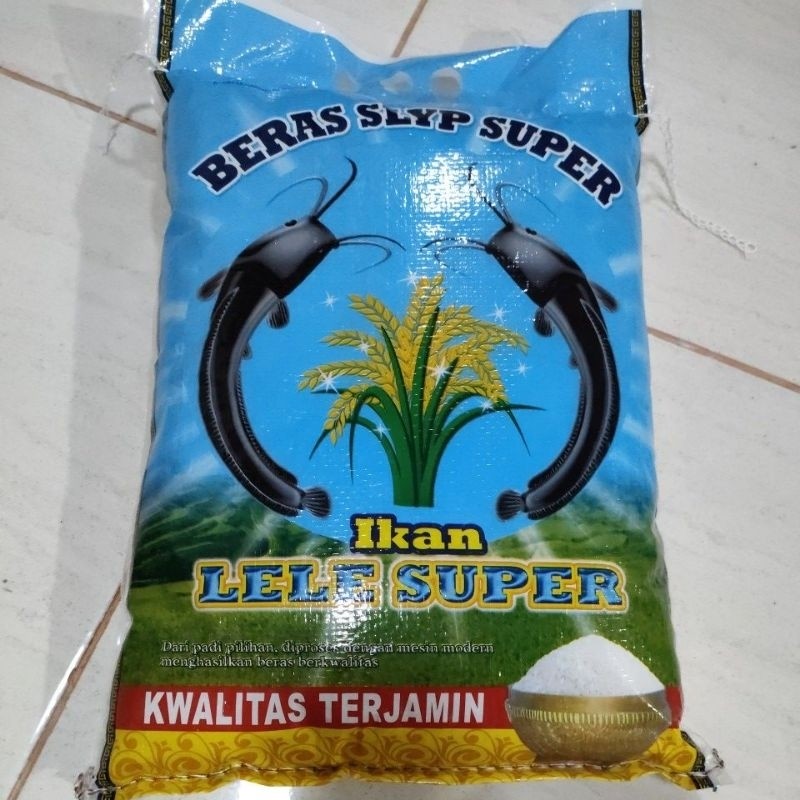 BERAS SLYP SUPER
Ikan
LELE SUPER
Dari padi pilihan, diproses dengan mesin modern
menghasilkan beras berkwalitas
KWALITAS TERJAMIN